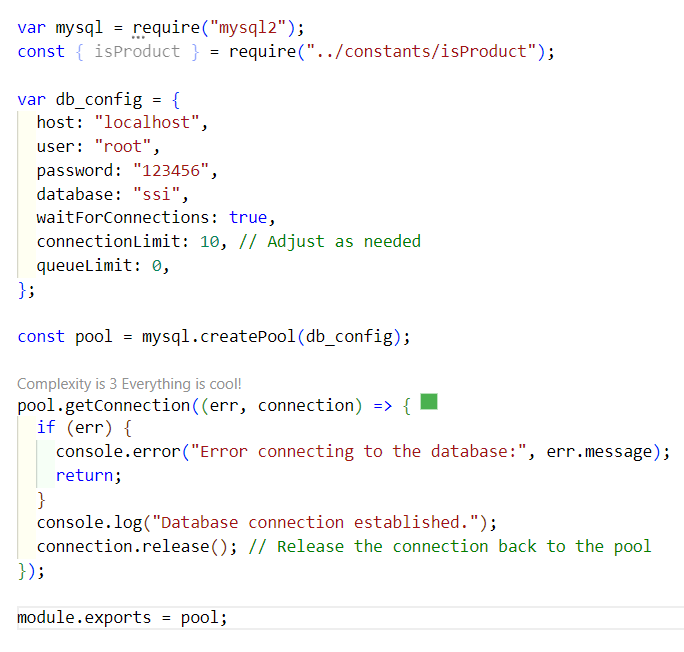 var mysql = require("mysql2");
const { isProduct } = require("../constants/isProduct");
var db_config = {
host: "localhost",
user: "root",
password: "123456",
database: "ssi",
waitForConnections: true,
connectionLimit: 10, // Adjust as needed
queueLimit: 0,
};
const pool = mysql.createPool(db_config);
Complexity is 3 Everything is cool!
pool.getConnection((err, connection) => {
if (err) {
console.error("Error connecting to the database:", err.message);
return;
}
console.log("Database connection established.");
connection.release(); // Release the connection back to the pool
});
module.exports = pool;